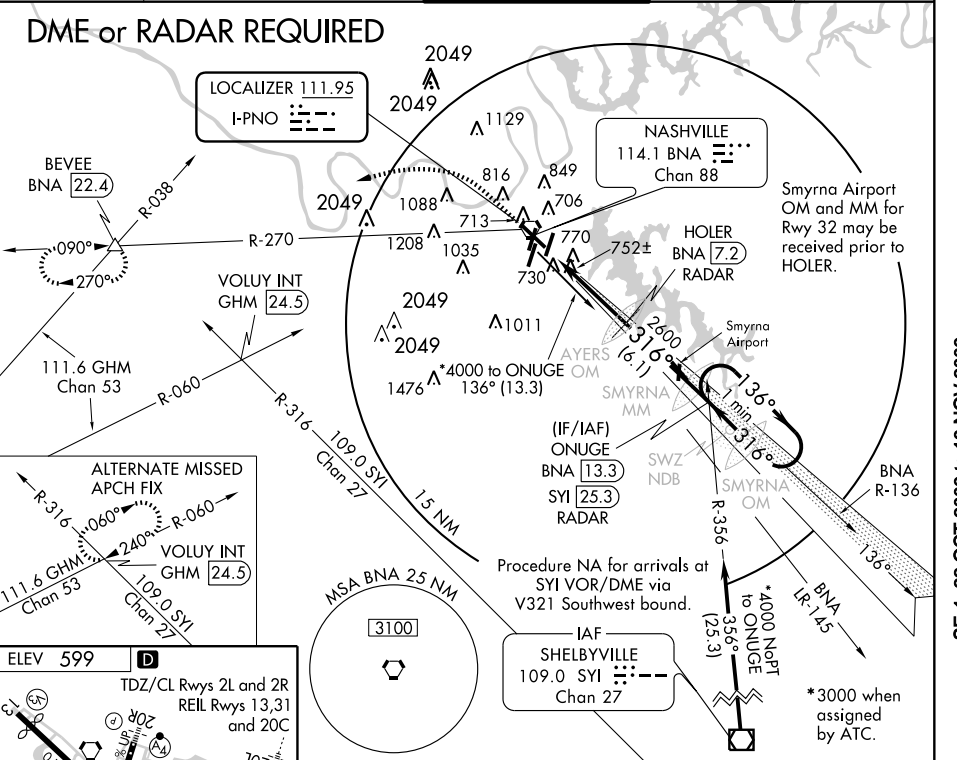 DME or RADAR REQUIRED
2049
2049
LOCALIZER 111.95
I-PNO
1129
NASHVILLE
114.1 BNA
Chan 88
BEVEE
BNA 22.4
R-038
816
849
706
1088
713
2049
Smyrna Airport
OM and MM for
Rwy 32 may be
received prior to
HOLER.
090°
270°
R-270
1208
1035
770
752±
730
HOLER
BNA 7.2
RADAR
VOLUY INT
GHM 24.5
2049
2049
1011
1476
*4000 to ONUGE
136° (13.3)
AYERS
OM
2600
316°
(6.1)
Smyrna
Airport
111.6 GHM
Chan 53
R-060
R-316
109.0 SYI
Chan 27
SMYRNA
MM
136°
1 min
316°
(IF/IAF)
ONUGE
BNA 13.3
SYI 25.3
RADAR
SWZ
NDB
SMYRNA
OM
BNA
R-136
136°
R-356
15 NM
ALTERNATE MISSED
APCH FIX
R-316
060°
R-060
240°
VOLUY INT
GHM 24.5
111.6 GHM
Chan 53
109.0 SYI
Chan 27
MSA BNA 25 NM
3100
Procedure NA for arrivals at
SYI VOR/DME via
V321 Southwest bound.
BNA
LR-145
*4000 NoPT
to ONUGE
356°
(25.3)
IAF
SHELBYVILLE
109.0 SYI
Chan 27
*3000 when
assigned
by ATC.
ELEV 599
D
TDZ/CL Rwys 2L and 2R
REIL Rwys 13,31
and 20C
V3
13
P
20R
% UP
A4